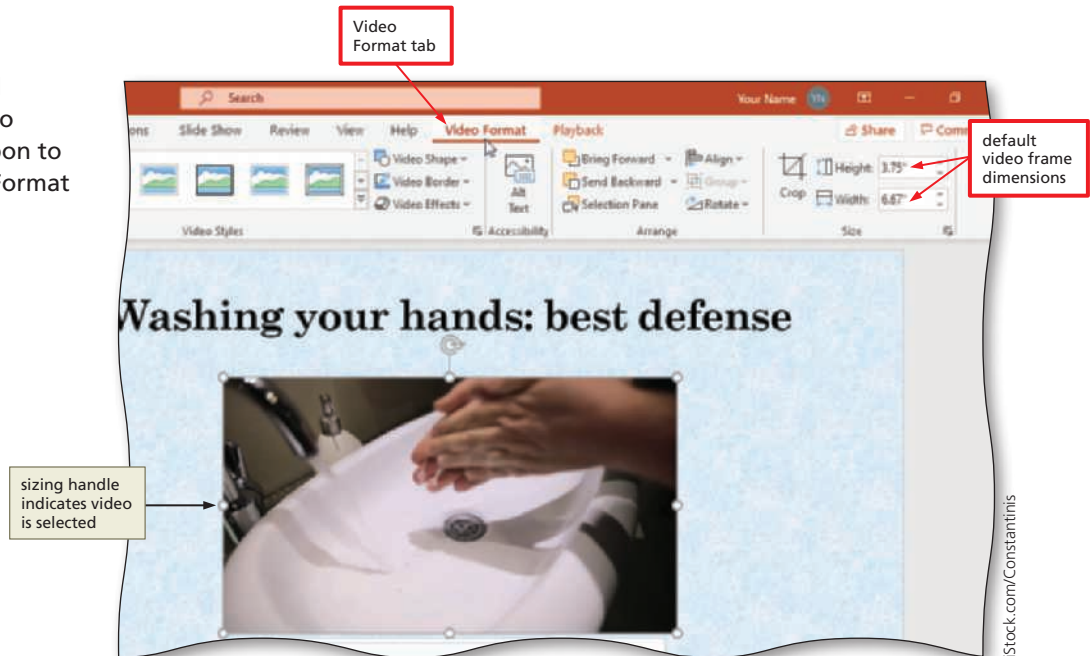 Video
Format tab
o
oon to
Format
Search
Your Name YN
ons Slide Show Review View Help Video Format Playback Share Comm
default
video frame
dimensions
Video Shape
Video Border
Video Effects
Alt
Text
Bring Forward
Send Backward
Selection Pane
Align
Group
Rotate
Crop
Height: 3.75"
Width: 6.67"
Video Styles Accessibility Arrange Size
Washing your hands: best defense
sizing handle
indicates video
is selected
iStock.com/Constantinis